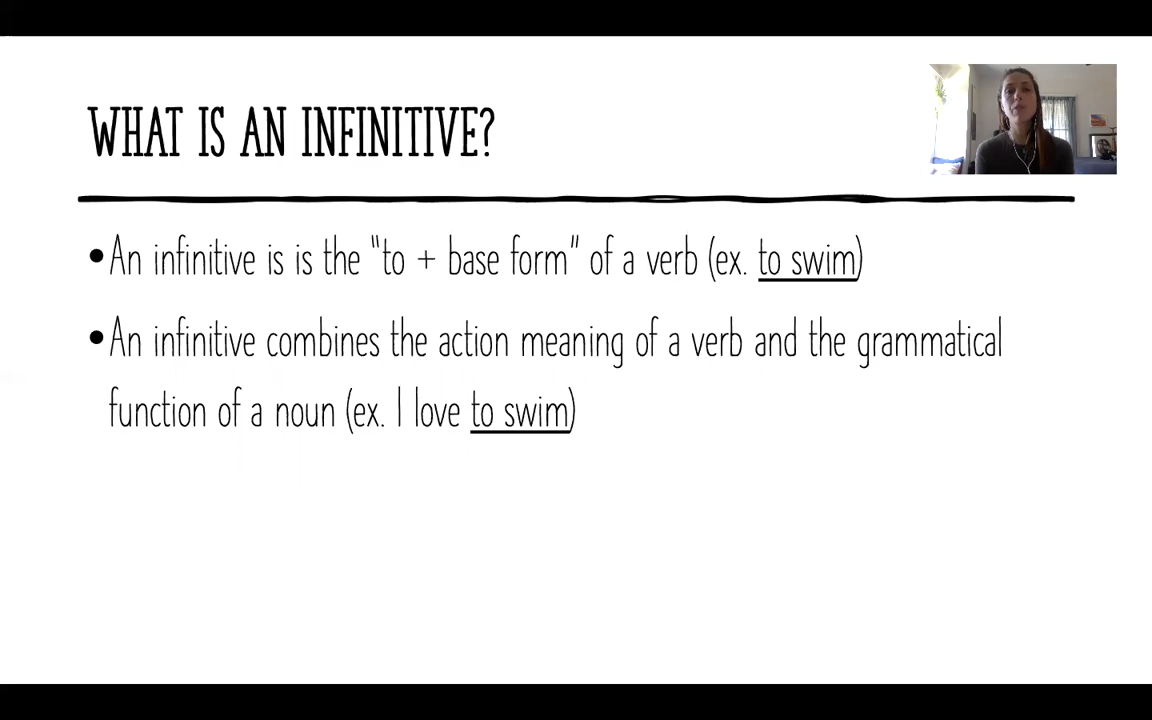 WHAT IS AN INFINITIVE?
•An infinitive is is the "to + base form" of a verb (ex. to swim)
•An infinitive combines the action meaning of a verb and the grammatical
function of a noun (ex. I love to swim)